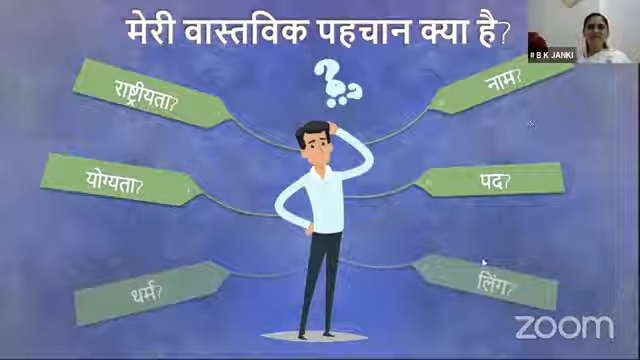 मेरी वास्तविक पहचान क्या है?
# B K JANKI
राष्ट्रीयता?
नाम?
योग्यता?
पद?
धर्म?
लिंग?
zoom